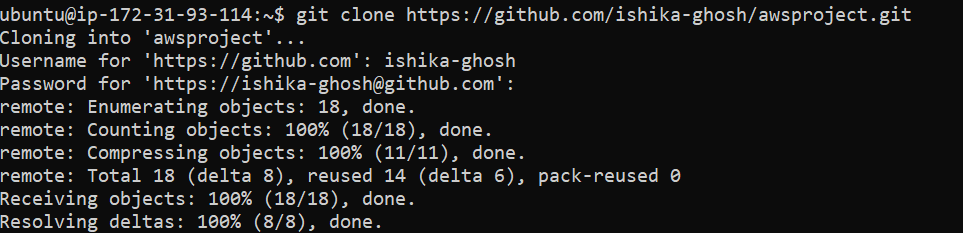 ubuntu@ip-172-31-93-114:~$ git clone https://github.com/ishika-ghosh/awsproject.git
Cloning into 'awsproject'...
Username for 'https://github.com': ishika-ghosh
Password for 'https://ishika-ghosh@github.com':
remote: Enumerating objects: 18, done.
remote: Counting objects: 100% (18/18), done.
remote: Compressing objects: 100% (11/11), done.
remote: Total 18 (delta 8), reused 14 (delta 6), pack-reused 0
Receiving objects: 100% (18/18), done.
Resolving deltas: 100% (8/8), done.